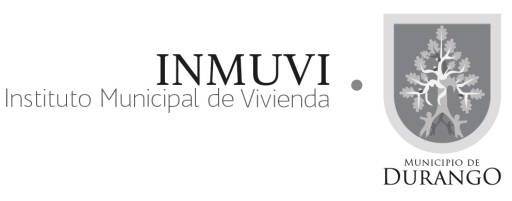 INMUVI
Instituto Municipal de Vivienda
MUNICIPIO DE
DURANGO